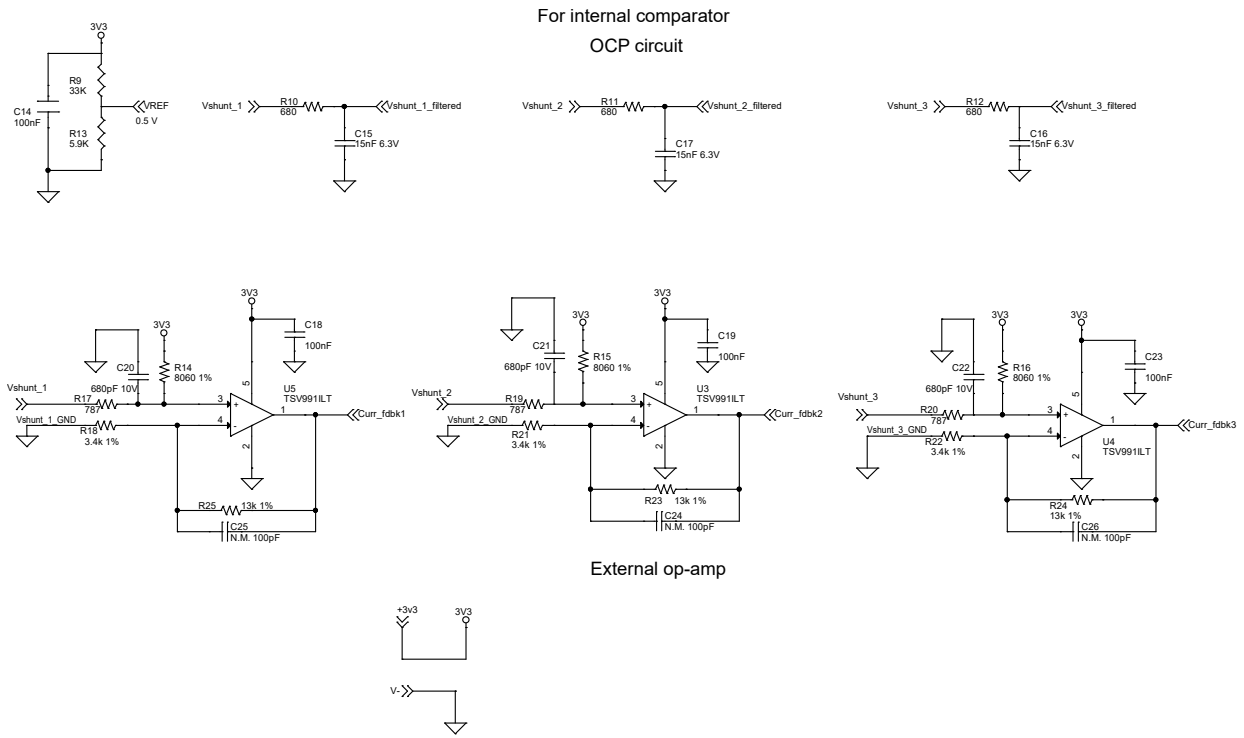 For internal comparator
OCP circuit
3V3
R9
33K
C14
100nF
VREF
0.5 V
R13
5.9K
Vshunt_1
R10
680
Vshunt_1_filtered
C15
15nF 6.3V
Vshunt_2
R11
680
Vshunt_2_filtered
C17
15nF 6.3V
Vshunt_3
R12
680
Vshunt_3_filtered
C16
15nF 6.3V
3V3
C18
100nF
3V3
C20
680pF 10V
R14
8060 1%
Vshunt_1
R17
787
Vshunt_1_GND
R18
3.4k 1%
U5
TSV991ILT
3
+
4
-
5
2
1
Curr_fdbk1
R25
13k 1%
C25
N.M. 100pF
3V3
C19
100nF
3V3
C21
680pF 10V
R15
8060 1%
Vshunt_2
R19
787
Vshunt_2_GND
R21
3.4k 1%
U3
TSV991ILT
3
+
4
-
5
2
1
Curr_fdbk2
R23
13k 1%
C24
N.M. 100pF
3V3
C23
100nF
3V3
C22
680pF 10V
R16
8060 1%
Vshunt_3
R20
787
Vshunt_3_GND
R22
3.4k 1%
U4
TSV991ILT
3
+
4
-
5
2
1
Curr_fdbk3
R24
13k 1%
C26
N.M. 100pF
External op-amp
+3v3
3V3
V-